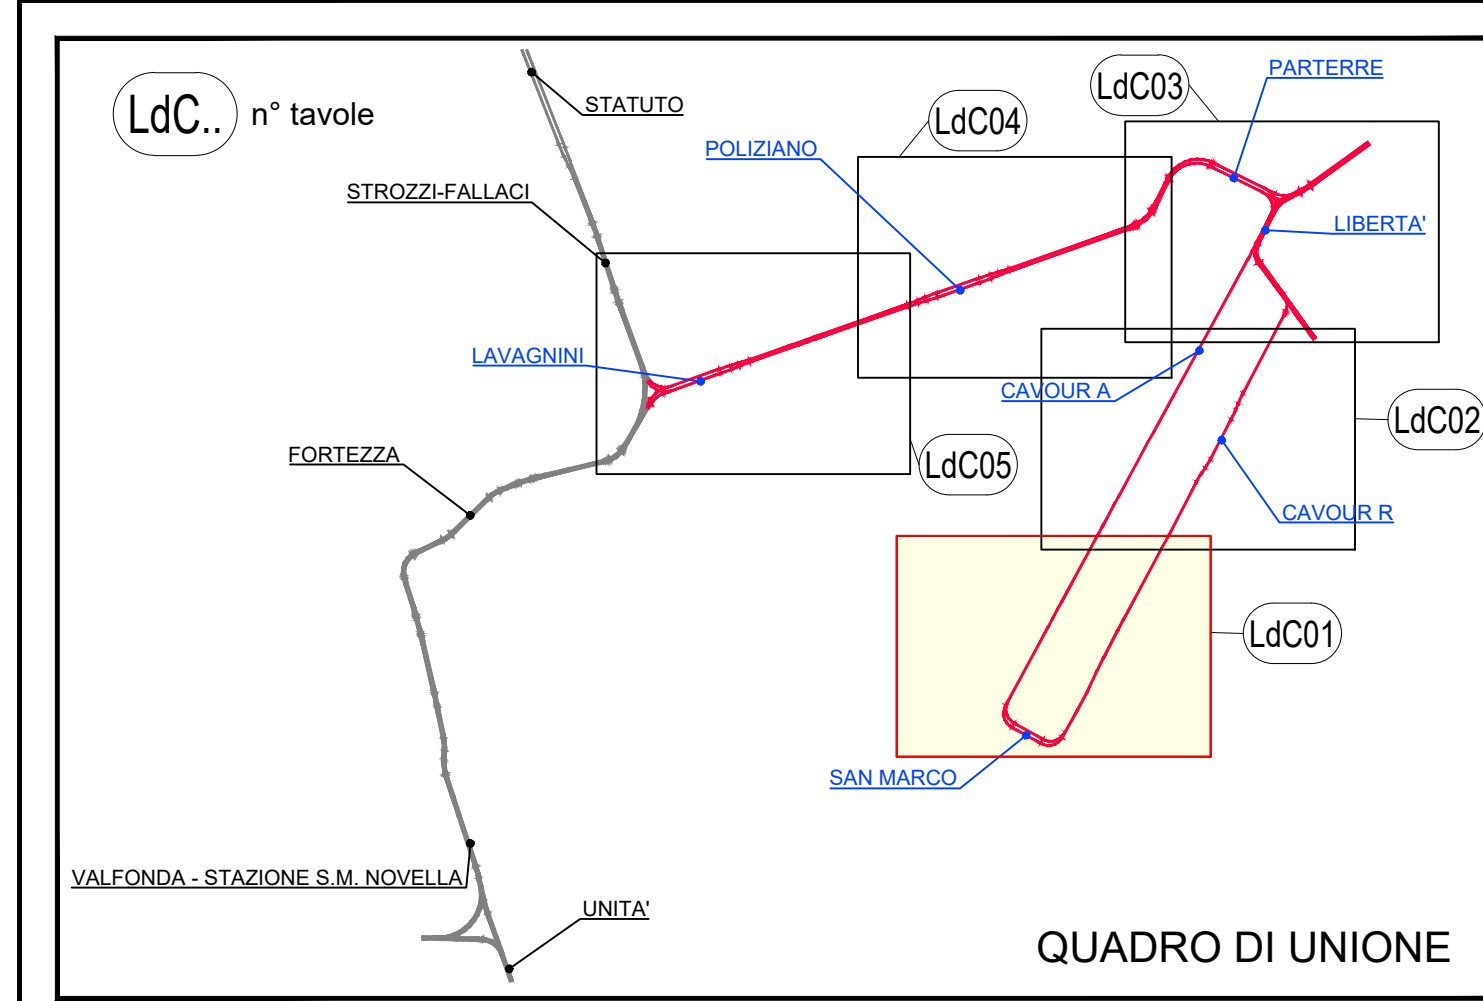 LdC.. n° tavole
STATUTO
STROZZI-FALLACI
POLIZIANO
LdC04
LdC03
PARTERRE
LIBERTA'
LAVAGNINI
CAVOUR A
LdC02
FORTEZZA
LdC05
CAVOUR R
LdC01
SAN MARCO
VALFONDA - STAZIONE S.M. NOVELLA
UNITA'
QUADRO DI UNIONE